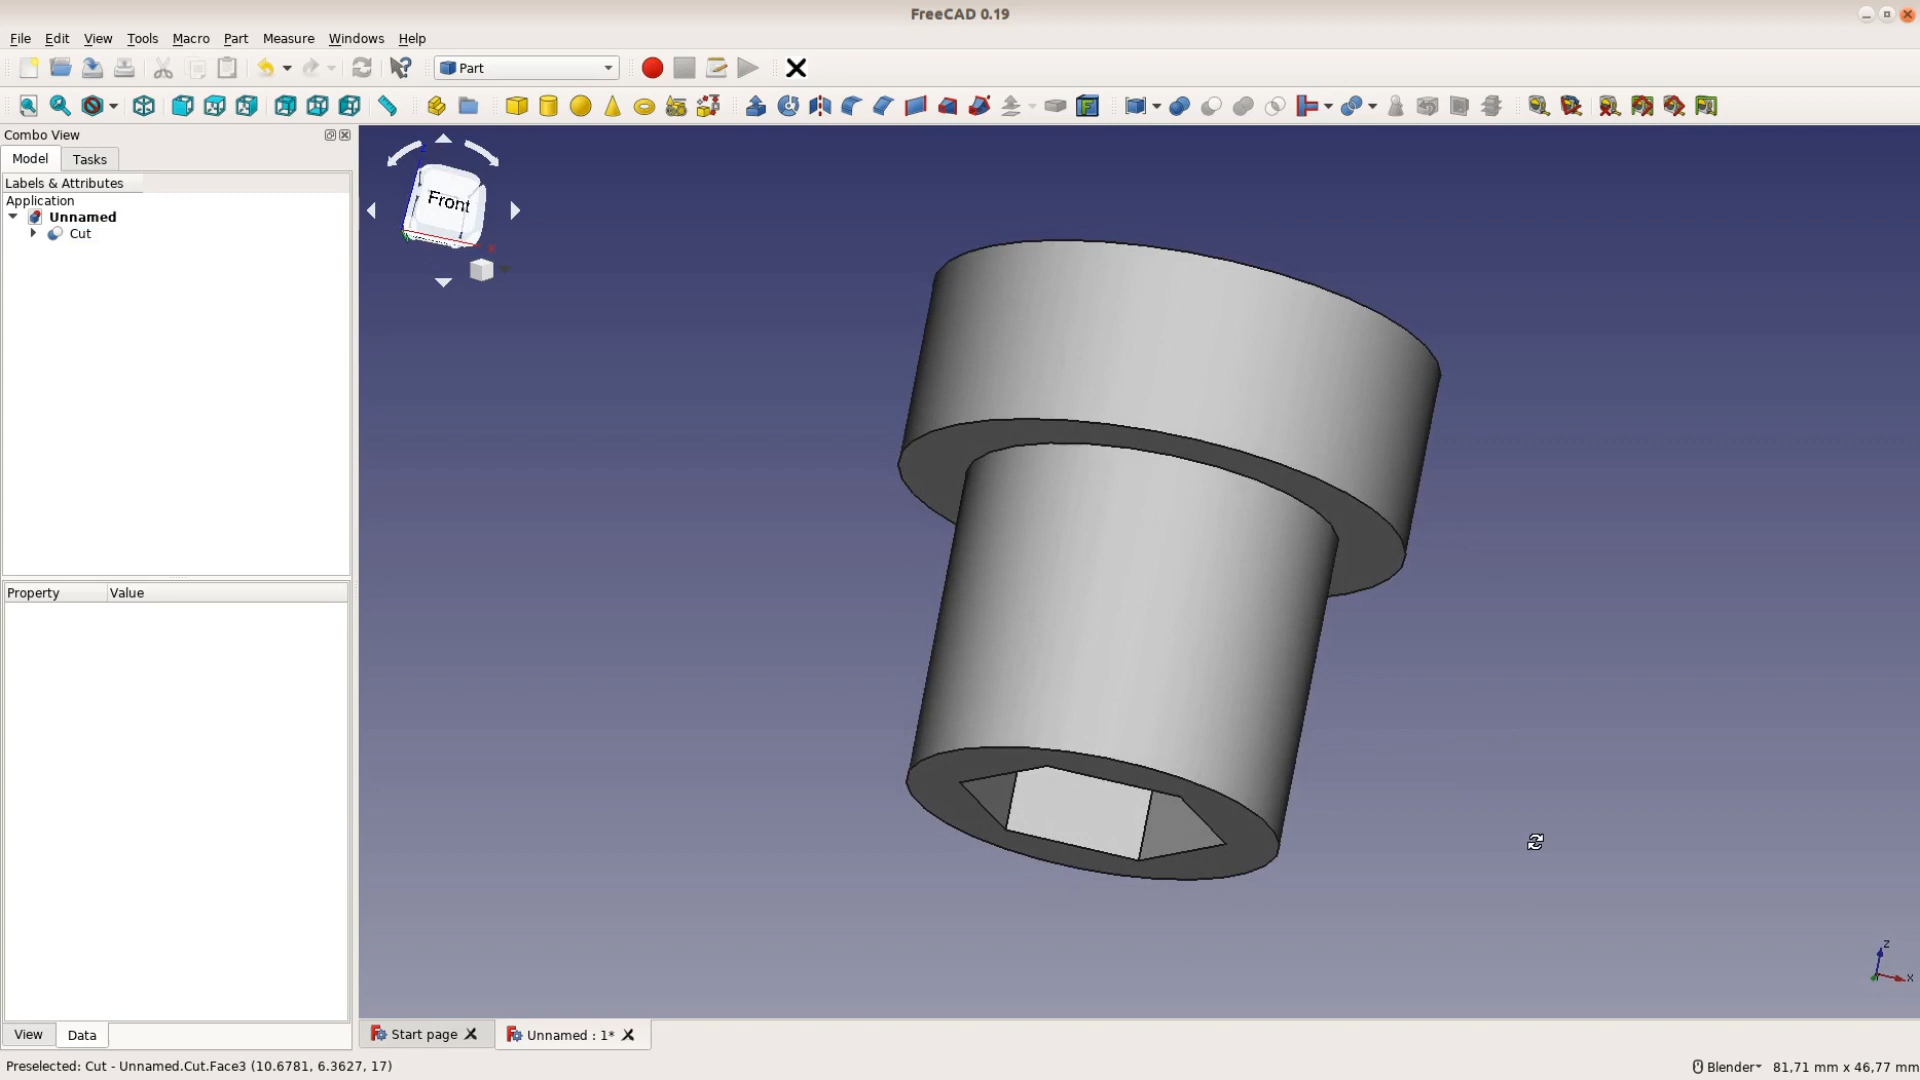 FreeCAD 0.19
File Edit View Tools Macro Part Measure Windows Help
Part
Combo View
Model Tasks
Labels & Attributes
Application
Unnamed
Cut
Front
Property Value
View Data
Start page Unnamed : 1*
Z
X
Preselected: Cut - Unnamed.Cut.Face3 (10.6781, 6.3627, 17) Blender 81,71 mm x 46,77 mm